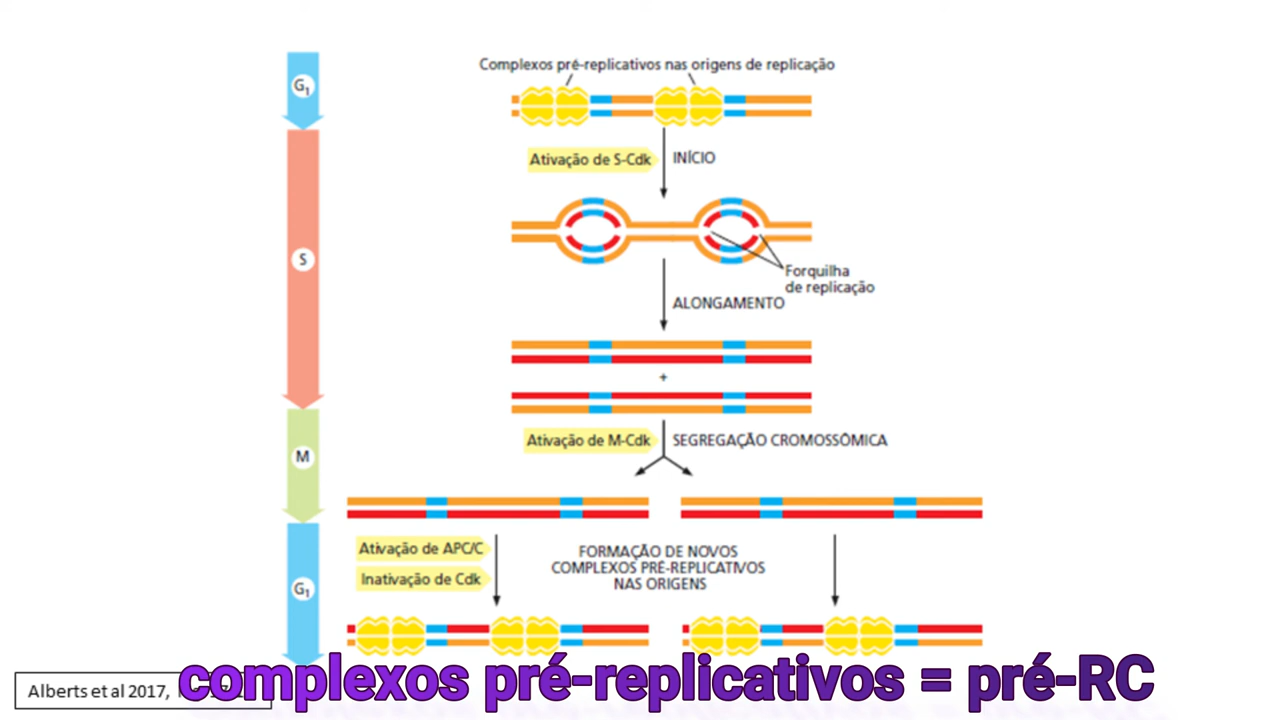 Complexos pré-replicativos nas origens de replicação
G1
Ativação de S-Cdk
INÍCIO
S
Forquilha
de replicação
ALONGAMENTO
+
Ativação de M-Cdk
SEGREGAÇÃO CROMOSSÔMICA
M
Ativação de APC/C
Inativação de Cdk
FORMAÇÃO DE NOVOS
COMPLEXOS PRÉ-REPLICATIVOS
NAS ORIGENS
G1
Alberts et al 2017,
complexos pré-replicativos = pré-RC